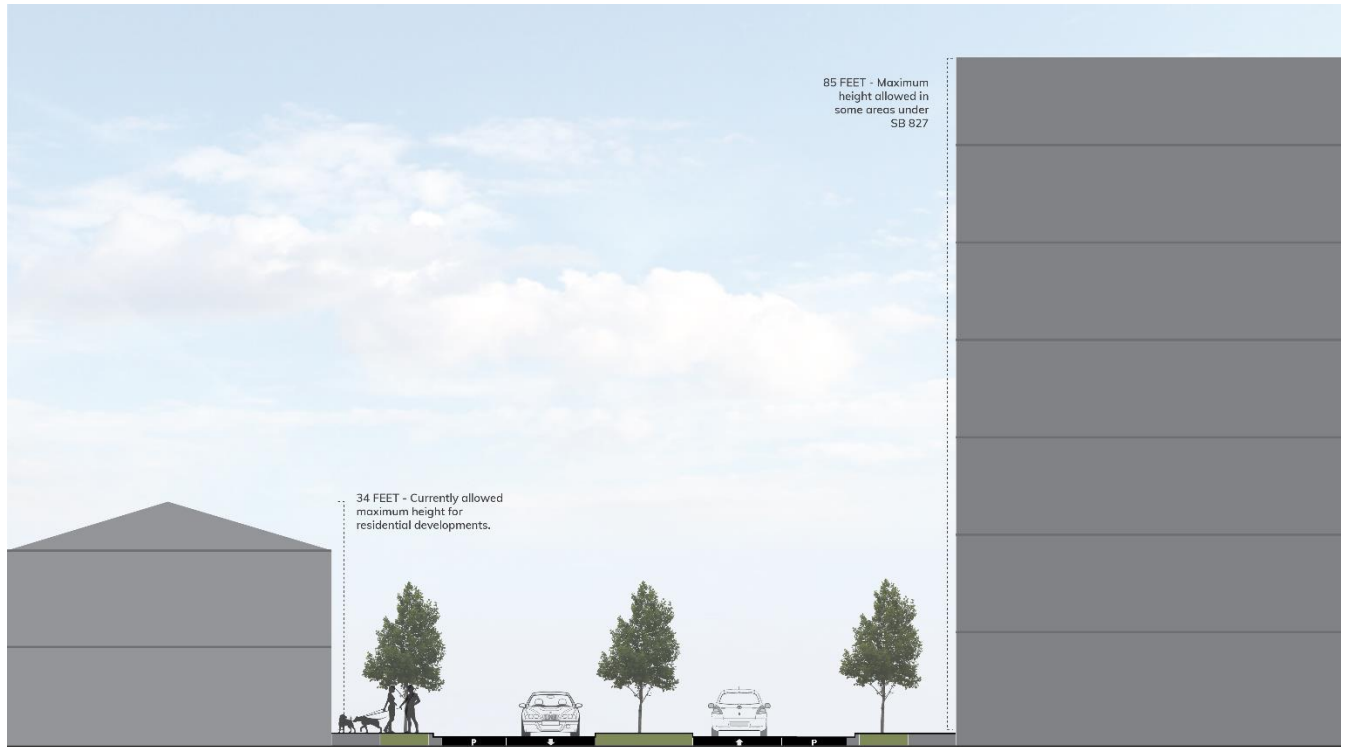 85 FEET - Maximum
height allowed in
some areas under
SB 827
34 FEET - Currently allowed
maximum height for
residential developments.
P
P